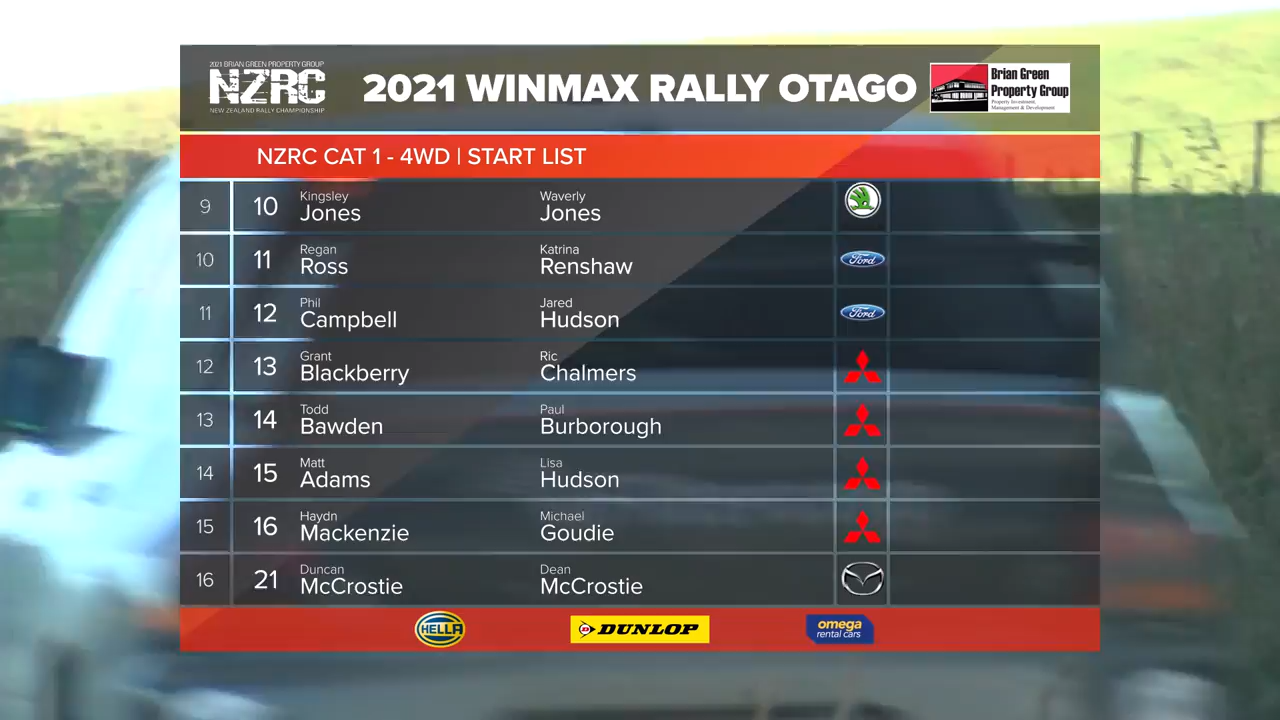 2021 BRIAN GREEN PROPERTY GROUP
NZRC
NEW ZEALAND RALLY CHAMPIONSHIP
2021 WINMAX RALLY OTAGO
Brian Green
Property Group
Property Investment,
Management & Development
NZRC CAT 1 - 4WD | START LIST
9 10 Kingsley Jones Waverly Jones
10 11 Regan Ross Katrina Renshaw Ford
11 12 Phil Campbell Jared Hudson Ford
12 13 Grant Blackberry Ric Chalmers
13 14 Todd Bawden Paul Burborough
14 15 Matt Adams Lisa Hudson
15 16 Haydn Mackenzie Michael Goudie
16 21 Duncan McCrostie Dean McCrostie
HELLA
DUNLOP
omega
rental cars